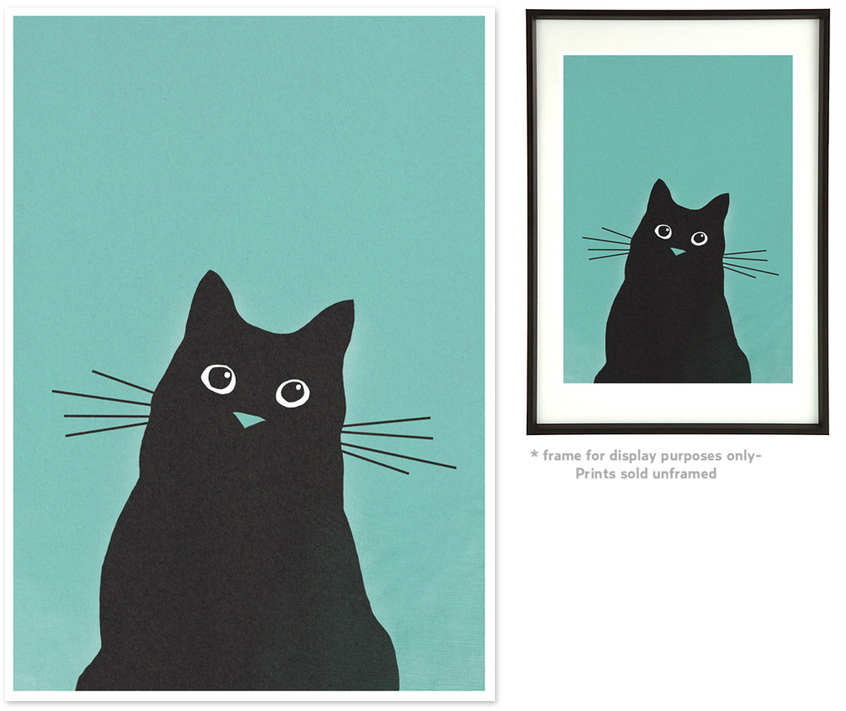 * frame for display purposes only-
Prints sold unframed